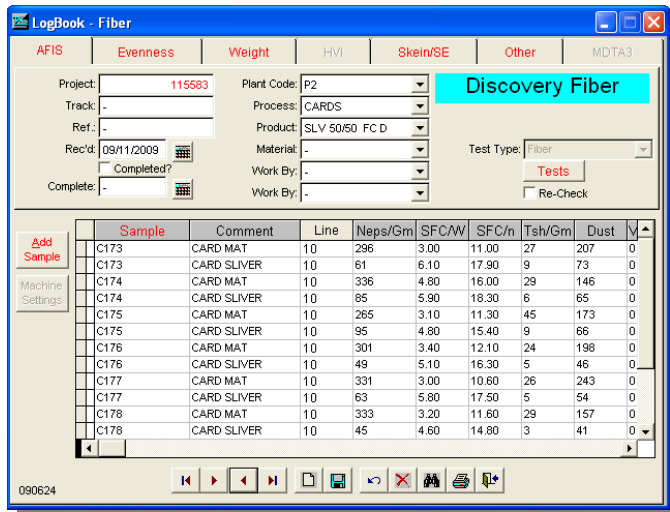 LogBook - Fiber
AFIS Evenness Weight HVI Skein/SE Other MDTA3
Project: 115583 Plant Code: P2 Discovery Fiber
Track: - Process: CARDS
Ref.: - Product: SLV 50/50 FC D
Rec'd: 09/11/2009 Material: - Test Type: Fiber
Completed? Work By: - Tests
Complete: - Work By: - Re-Check
Add Sample
Machine Settings
Sample Comment Line Neps/Gm SFC/W SFC/n Tsh/Gm Dust V
C173 CARD MAT 10 296 3.00 11.00 27 207 0
C173 CARD SLIVER 10 61 6.10 17.90 9 73 0
C174 CARD MAT 10 336 4.80 16.00 29 146 0
C174 CARD SLIVER 10 85 5.90 18.30 6 65 0
C175 CARD MAT 10 265 3.10 11.30 45 173 0
C175 CARD SLIVER 10 95 4.80 15.40 9 66 0
C176 CARD MAT 10 301 3.40 12.10 24 198 0
C176 CARD SLIVER 10 49 5.10 16.30 5 46 0
C177 CARD MAT 10 331 3.00 10.60 26 243 0
C177 CARD SLIVER 10 63 5.80 17.50 5 54 0
C178 CARD MAT 10 333 3.20 11.60 29 157 0
C178 CARD SLIVER 10 45 4.60 14.80 3 41 0
090624